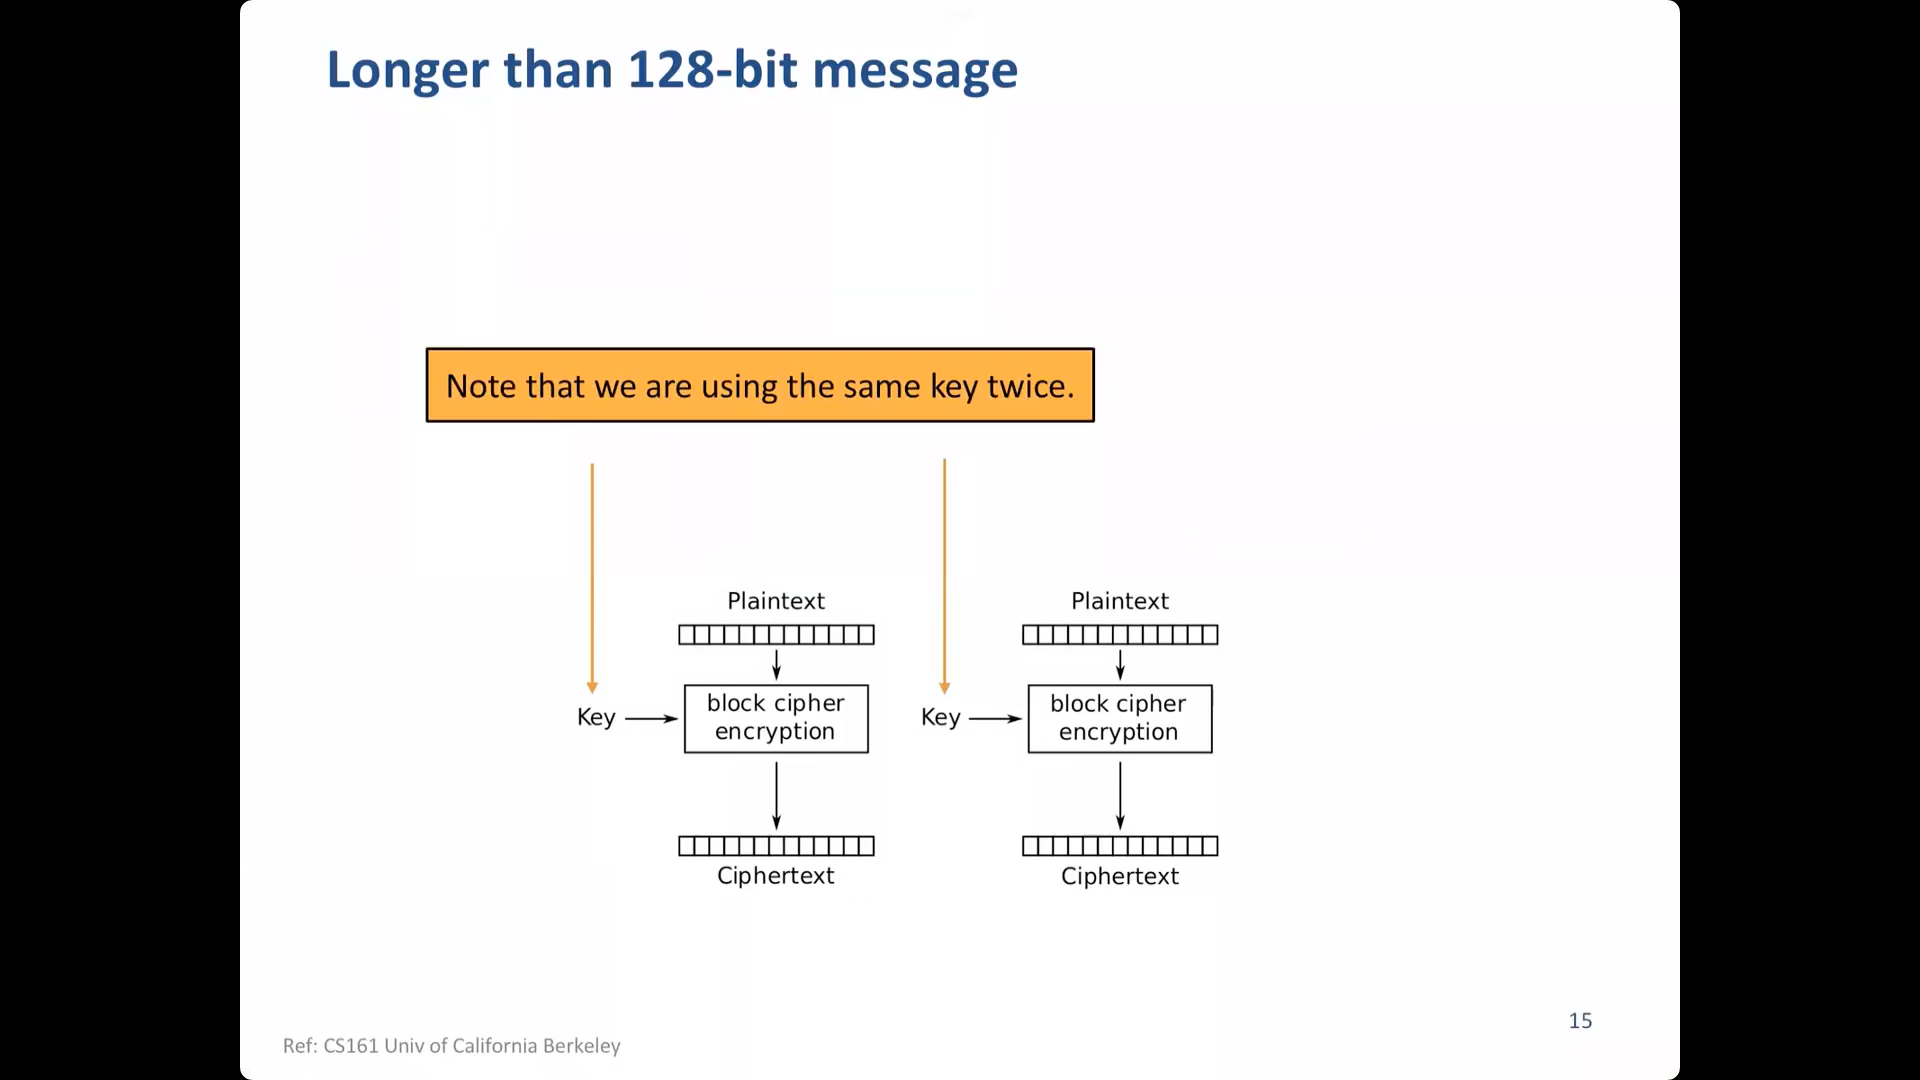 Longer than 128-bit message
Note that we are using the same key twice.
Plaintext
Plaintext
Key
block cipher
encryption
Key
block cipher
encryption
Ciphertext
Ciphertext
15
Ref: CS161 Univ of California Berkeley